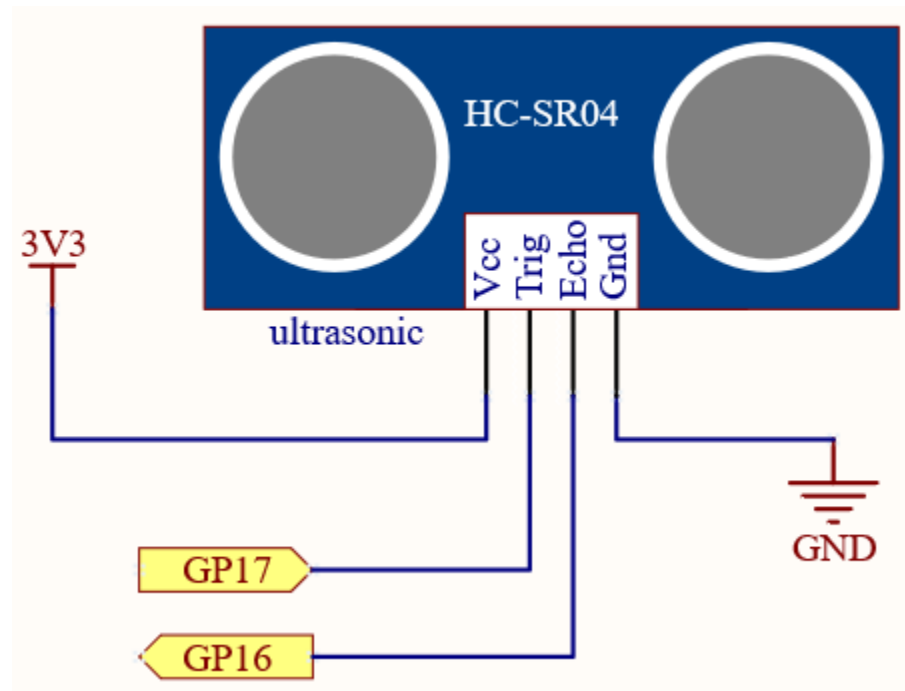 HC-SR04
3V3
Vcc
Trig
Echo
Gnd
ultrasonic
GND
GP17
GP16